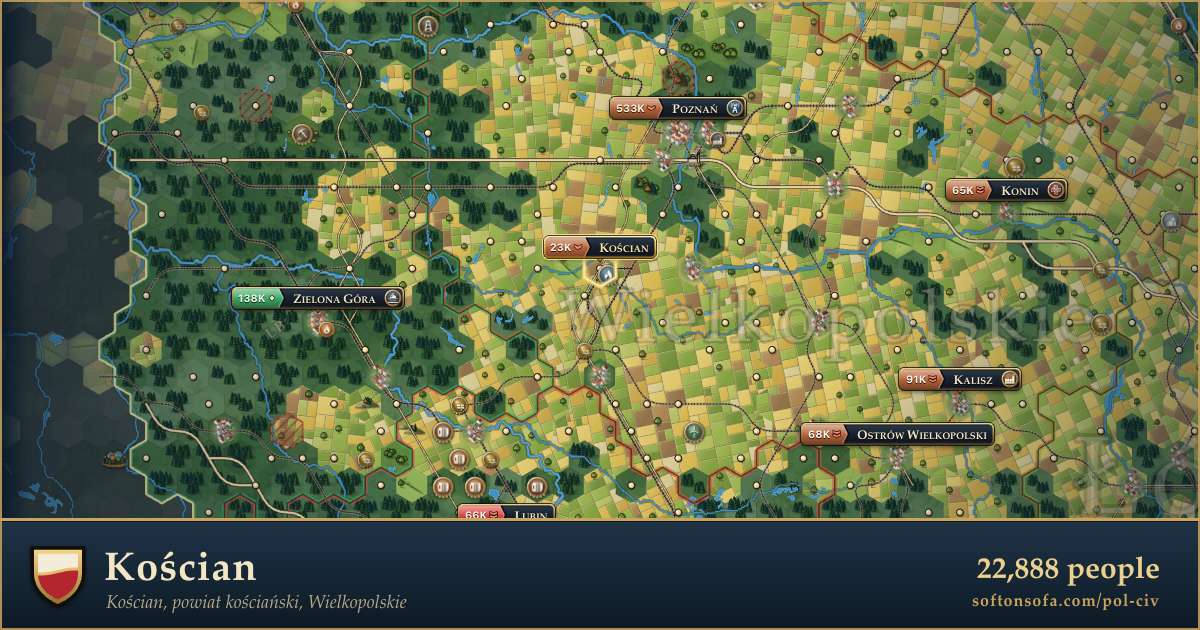 533K POZNAŃ
65K KONIN
23K KOŚCIAN
138K ZIELONA GÓRA
Wielkopolskie
91K KALISZ
68K OSTRÓW WIELKOPOLSKI
66K LUBIN
Kościan
22,888 people
Kościan, powiat kościański, Wielkopolskie
softonsofa.com/pol-civ